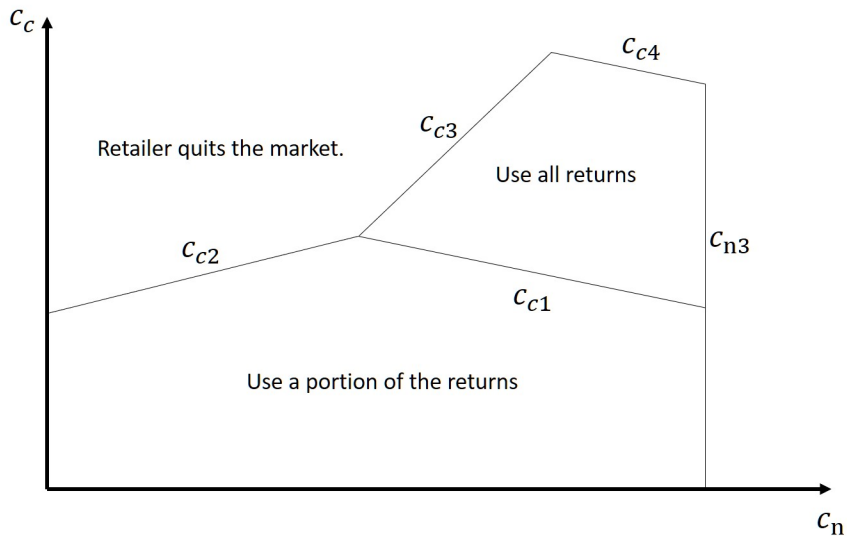 c_c
c_c4
c_c3
Retailer quits the market.
Use all returns
c_n3
c_c2
c_c1
Use a portion of the returns
c_n